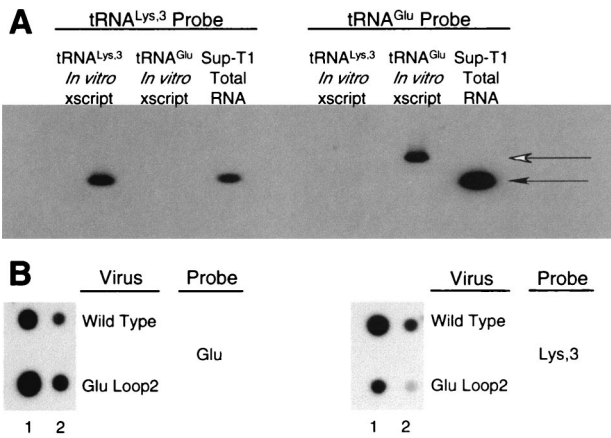 A
tRNALys,3 Probe
tRNAGlu Probe
tRNALys,3 In vitro xscript
tRNAGlu In vitro xscript
Sup-T1 Total RNA
tRNALys,3 In vitro xscript
tRNAGlu In vitro xscript
Sup-T1 Total RNA
B
Virus Probe
Wild Type
Glu
Glu Loop2
1 2
Virus Probe
Wild Type
Lys,3
Glu Loop2
1 2